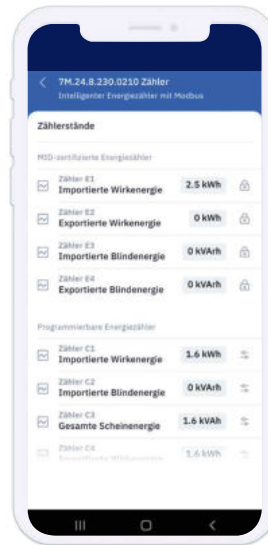 7M.24.8.230.0210 Zähler
Intelligenter Energiezähler mit Modbus
Zählerstände
MID-zertifizierte Energiezähler
Zähler E1
Importierte Wirkenergie
2.5 kWh
Zähler E2
Exportierte Wirkenergie
0 kWh
Zähler E3
Importierte Blindenergie
0 kVArh
Zähler E4
Exportierte Blindenergie
0 kVArh
Programmierbare Energiezähler
Zähler C1
Importierte Wirkenergie
1.6 kWh
Zähler C2
Importierte Blindenergie
0 kVArh
Zähler C3
Gesamte Scheinenergie
1.6 kVAh
Zähler C4
1.6 kWh